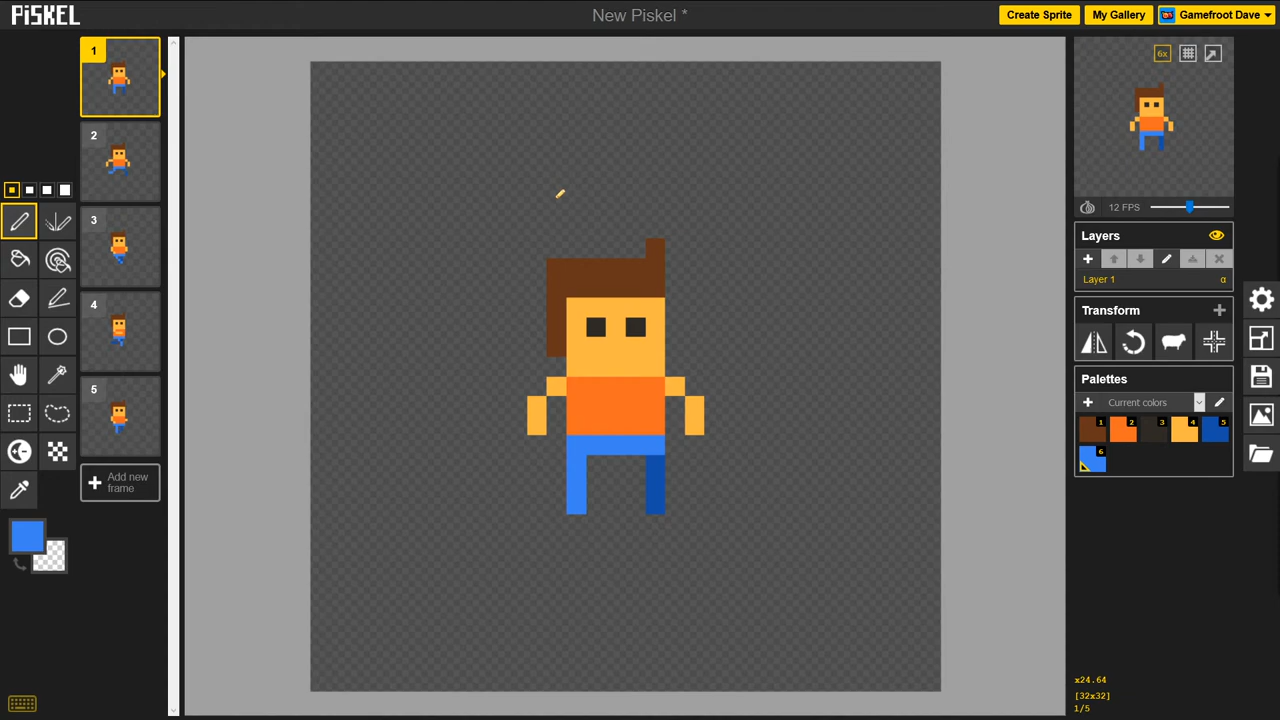 PiSKEL
New Piskel *
Create Sprite
My Gallery
Gamefroot Dave
1
2
3
4
5
Add new
frame
6x
12 FPS
Layers
Layer 1
α
Transform
Palettes
Current colors
1
2
3
4
5
6
x24.64
[32x32]
1/5